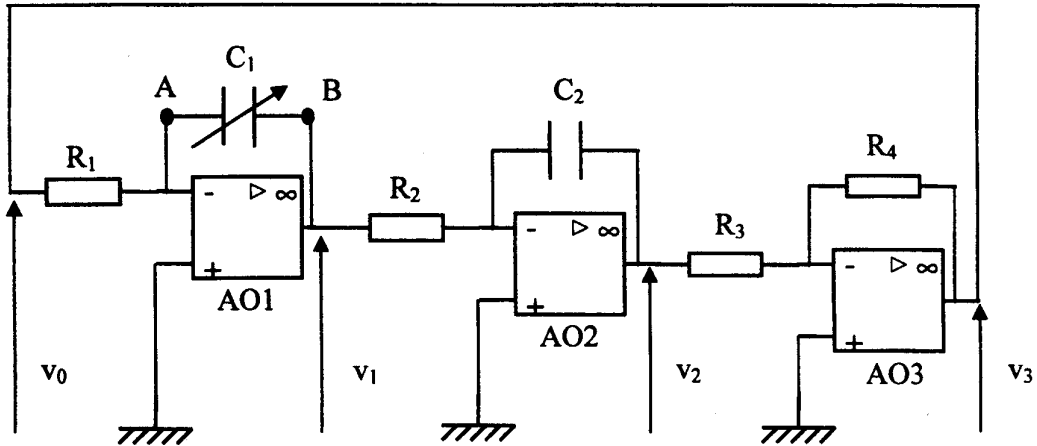 C₁
A
B
C₂
R₁
R₄
- ▷ ∞
R₂
- ▷ ∞
R₃
- ▷ ∞
+
AO1
+
AO2
+
AO3
v₀
v₁
v₂
v₃